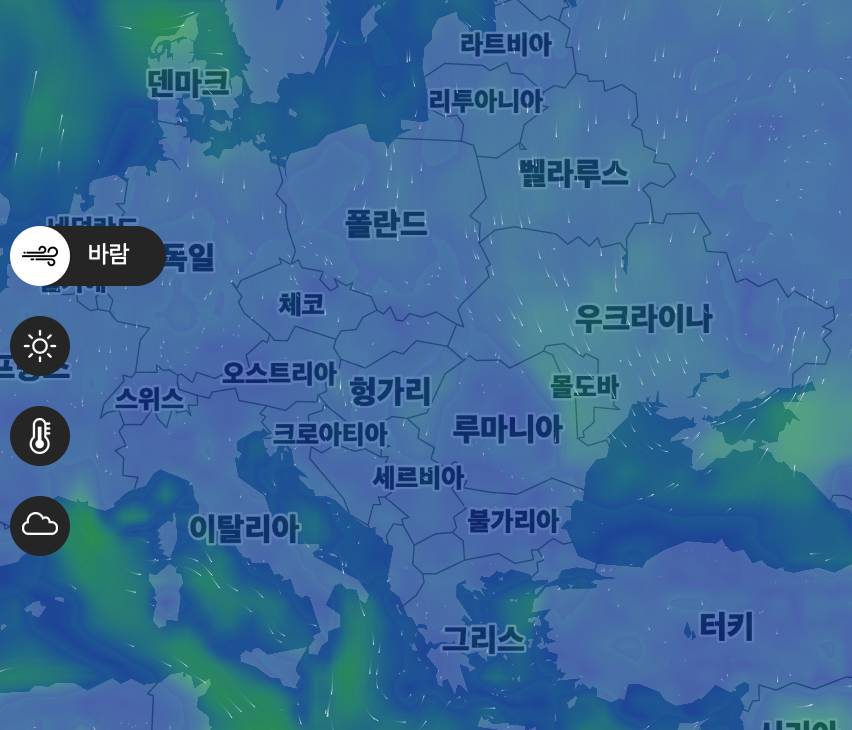 라트비아
덴마크
리투아니아
벨라루스
폴란드
바람
독일
체코
우크라이나
오스트리아
스위스
헝가리
몰도바
크로아티아
루마니아
세르비아
이탈리아
불가리아
터키
그리스